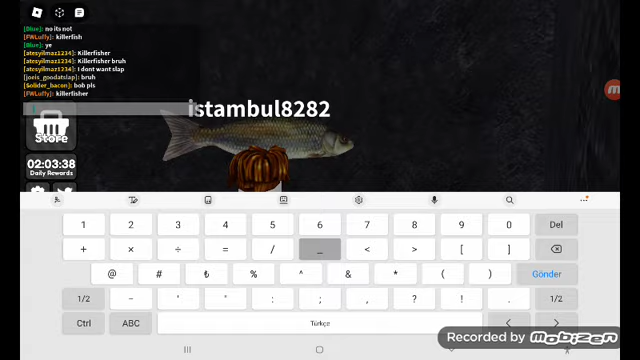 [Blue]: no its not
[FWLuffy]: killerfish
[Blue]: ye
[atesyilmaz1234]: Killerfisher
[atesyilmaz1234]: Killerfisher bruh
[atesyilmaz1234]: I dont want slap
[joeis_goodatslap]: bruh
[Solider_bacon]: bob pls
[FWLuffy]: killerfisher
istambul8282
Store
02:03:38
Daily Rewards
1 2 3 4 5 6 7 8 9 0 Del
+ × ÷ = / _ < > [ ]
@ # ₺ % ^ & * ( ) Gönder
1/2 - ' " : ; , ? ! . 1/2
Ctrl ABC Türkçe < >
Recorded by Mobizen